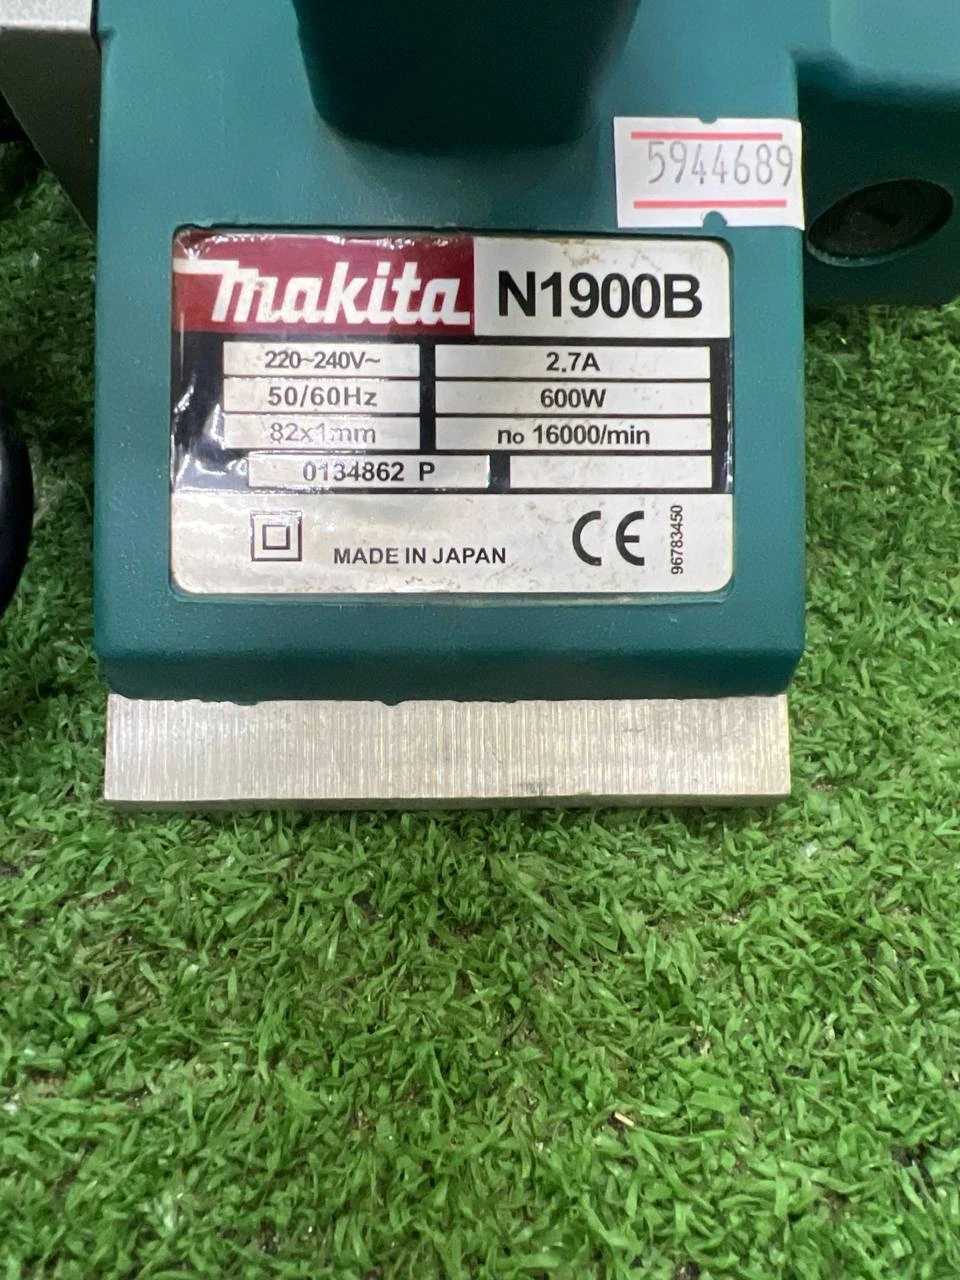 5944689
makita N1900B
220~240V~ 2.7A
50/60Hz 600W
82x1mm no 16000/min
0134862 P
MADE IN JAPAN CE
96783450